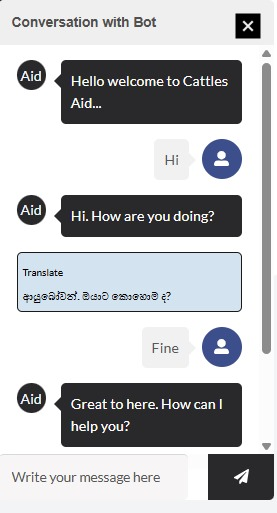 Conversation with Bot
Aid
Hello welcome to Cattles
Aid...
Hi
Aid
Hi. How are you doing?
Translate
ආයුබෝවන්. ඔයාට කොහොම ද?
Fine
Aid
Great to here. How can I
help you?
Write your message here